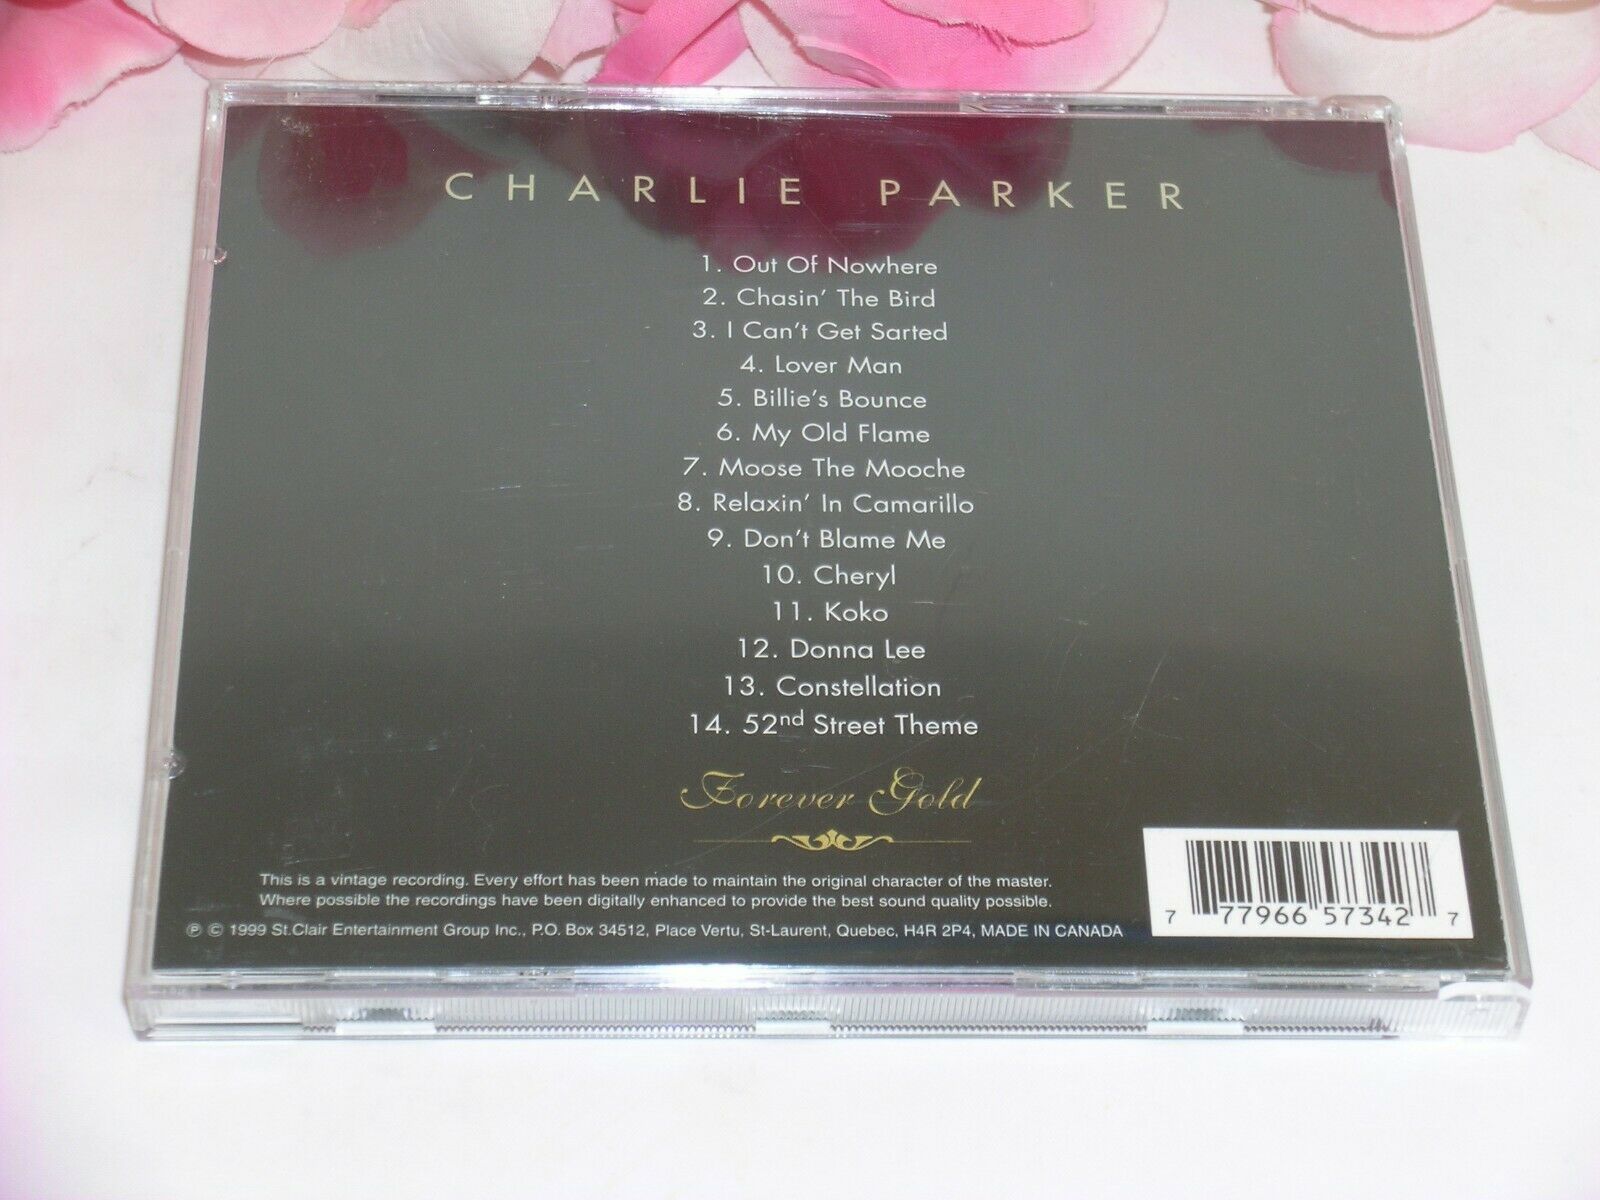 CHARLIE PARKER
1. Out Of Nowhere
2. Chasin' The Bird
3. I Can't Get Sarted
4. Lover Man
5. Billie's Bounce
6. My Old Flame
7. Moose The Mooche
8. Relaxin' In Camarillo
9. Don't Blame Me
10. Cheryl
11. Koko
12. Donna Lee
13. Constellation
14. 52nd Street Theme
Forever Gold
This is a vintage recording. Every effort has been made to maintain the original character of the master.
Where possible the recordings have been digitally enhanced to provide the best sound quality possible.
℗ © 1999 St.Clair Entertainment Group Inc., P.O. Box 34512, Place Vertu, St-Laurent, Quebec, H4R 2P4, MADE IN CANADA
7 77966 57342 7